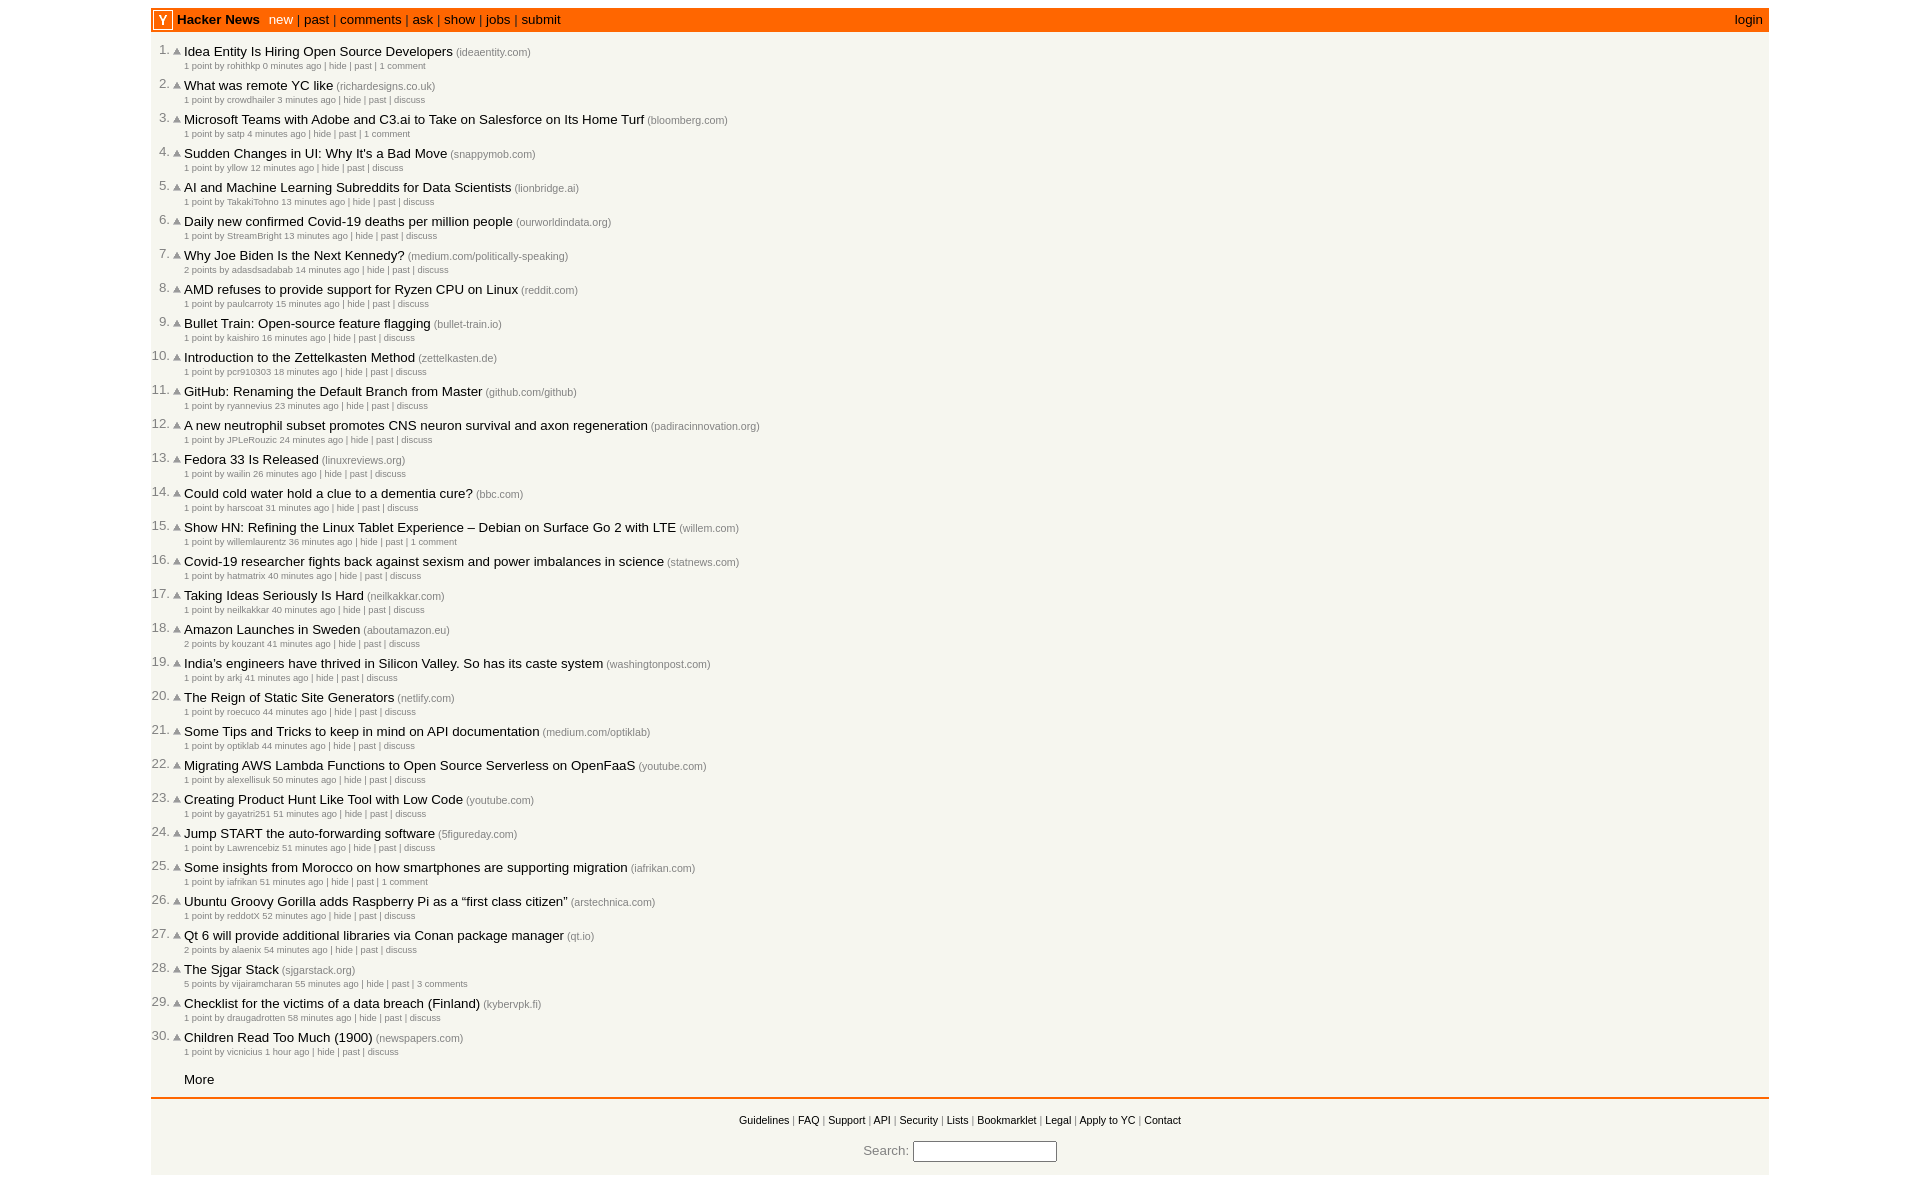 Y Hacker News new | past | comments | ask | show | jobs | submit login
1. Idea Entity Is Hiring Open Source Developers (ideaentity.com)
1 point by rohithkp 0 minutes ago | hide | past | 1 comment
2. What was remote YC like (richardesigns.co.uk)
1 point by crowdhailer 3 minutes ago | hide | past | discuss
3. Microsoft Teams with Adobe and C3.ai to Take on Salesforce on Its Home Turf (bloomberg.com)
1 point by satp 4 minutes ago | hide | past | 1 comment
4. Sudden Changes in UI: Why It's a Bad Move (snappymob.com)
1 point by yllow 12 minutes ago | hide | past | discuss
5. AI and Machine Learning Subreddits for Data Scientists (lionbridge.ai)
1 point by TakakiTohno 13 minutes ago | hide | past | discuss
6. Daily new confirmed Covid-19 deaths per million people (ourworldindata.org)
1 point by StreamBright 13 minutes ago | hide | past | discuss
7. Why Joe Biden Is the Next Kennedy? (medium.com/politically-speaking)
2 points by adasdsadabab 14 minutes ago | hide | past | discuss
8. AMD refuses to provide support for Ryzen CPU on Linux (reddit.com)
1 point by paulcarroty 15 minutes ago | hide | past | discuss
9. Bullet Train: Open-source feature flagging (bullet-train.io)
1 point by kaishiro 16 minutes ago | hide | past | discuss
10. Introduction to the Zettelkasten Method (zettelkasten.de)
1 point by pcr910303 18 minutes ago | hide | past | discuss
11. GitHub: Renaming the Default Branch from Master (github.com/github)
1 point by ryannevius 23 minutes ago | hide | past | discuss
12. A new neutrophil subset promotes CNS neuron survival and axon regeneration (padiracinnovation.org)
1 point by JPLeRouzic 24 minutes ago | hide | past | discuss
13. Fedora 33 Is Released (linuxreviews.org)
1 point by wailin 26 minutes ago | hide | past | discuss
14. Could cold water hold a clue to a dementia cure? (bbc.com)
1 point by harscoat 31 minutes ago | hide | past | discuss
15. Show HN: Refining the Linux Tablet Experience – Debian on Surface Go 2 with LTE (willem.com)
1 point by willemlaurentz 36 minutes ago | hide | past | 1 comment
16. Covid-19 researcher fights back against sexism and power imbalances in science (statnews.com)
1 point by hatmatrix 40 minutes ago | hide | past | discuss
17. Taking Ideas Seriously Is Hard (neilkakkar.com)
1 point by neilkakkar 40 minutes ago | hide | past | discuss
18. Amazon Launches in Sweden (aboutamazon.eu)
2 points by kouzant 41 minutes ago | hide | past | discuss
19. India’s engineers have thrived in Silicon Valley. So has its caste system (washingtonpost.com)
1 point by arkj 41 minutes ago | hide | past | discuss
20. The Reign of Static Site Generators (netlify.com)
1 point by roecuco 44 minutes ago | hide | past | discuss
21. Some Tips and Tricks to keep in mind on API documentation (medium.com/optiklab)
1 point by optiklab 44 minutes ago | hide | past | discuss
22. Migrating AWS Lambda Functions to Open Source Serverless on OpenFaaS (youtube.com)
1 point by alexellisuk 50 minutes ago | hide | past | discuss
23. Creating Product Hunt Like Tool with Low Code (youtube.com)
1 point by gayatri251 51 minutes ago | hide | past | discuss
24. Jump START the auto-forwarding software (5figureday.com)
1 point by Lawrencebiz 51 minutes ago | hide | past | discuss
25. Some insights from Morocco on how smartphones are supporting migration (iafrikan.com)
1 point by iafrikan 51 minutes ago | hide | past | 1 comment
26. Ubuntu Groovy Gorilla adds Raspberry Pi as a “first class citizen” (arstechnica.com)
1 point by reddotX 52 minutes ago | hide | past | discuss
27. Qt 6 will provide additional libraries via Conan package manager (qt.io)
2 points by alaenix 54 minutes ago | hide | past | discuss
28. The Sjgar Stack (sjgarstack.org)
5 points by vijairamcharan 55 minutes ago | hide | past | 3 comments
29. Checklist for the victims of a data breach (Finland) (kybervpk.fi)
1 point by draugadrotten 58 minutes ago | hide | past | discuss
30. Children Read Too Much (1900) (newspapers.com)
1 point by vicnicius 1 hour ago | hide | past | discuss
More
Guidelines | FAQ | Support | API | Security | Lists | Bookmarklet | Legal | Apply to YC | Contact
Search: